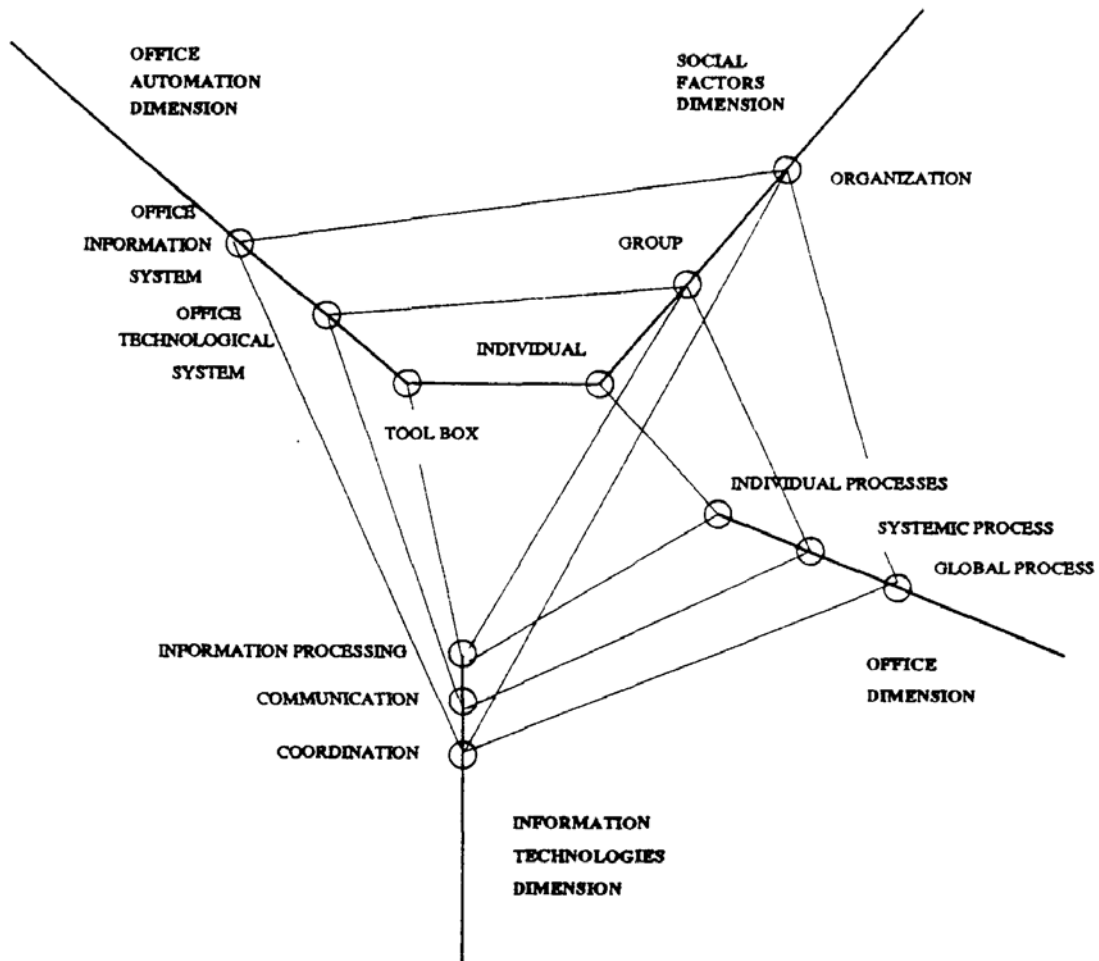 OFFICE
AUTOMATION
DIMENSION
SOCIAL
FACTORS
DIMENSION
ORGANIZATION
OFFICE
INFORMATION
SYSTEM
GROUP
OFFICE
TECHNOLOGICAL
SYSTEM
INDIVIDUAL
TOOL BOX
INDIVIDUAL PROCESSES
SYSTEMIC PROCESS
GLOBAL PROCESS
INFORMATION PROCESSING
COMMUNICATION
COORDINATION
OFFICE
DIMENSION
INFORMATION
TECHNOLOGIES
DIMENSION